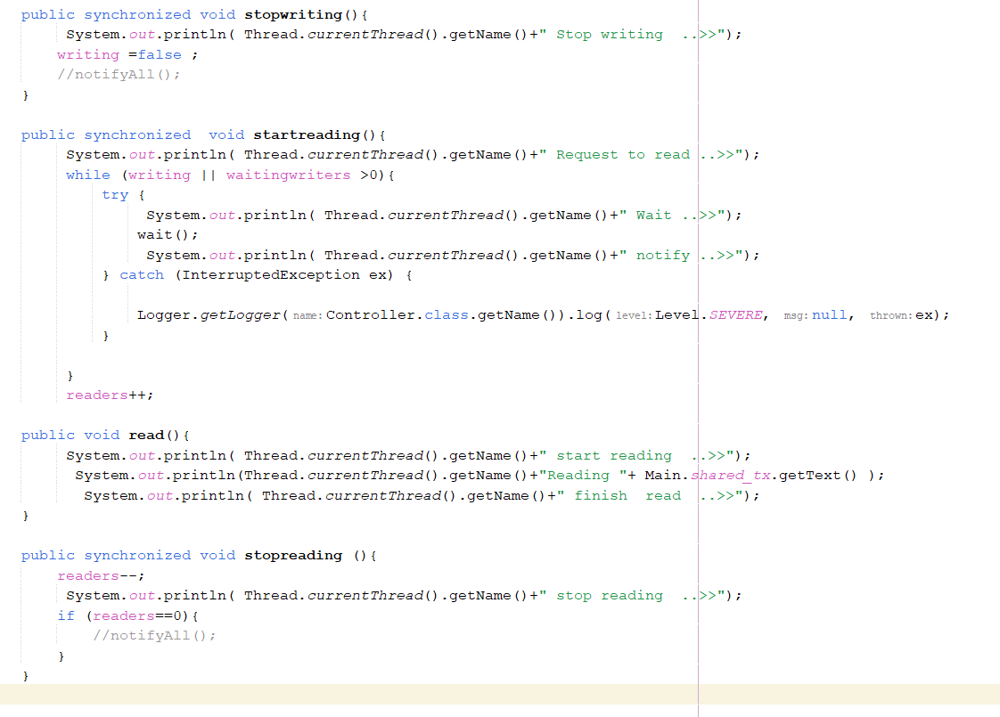 public synchronized void stopwriting(){
System.out.println( Thread.currentThread().getName()+" Stop writing  ..>>");
writing =false ;
//notifyAll();
}
public synchronized  void startreading(){
System.out.println( Thread.currentThread().getName()+" Request to read ..>>");
while (writing || waitingwriters >0){
try {
System.out.println( Thread.currentThread().getName()+" Wait ..>>");
wait();
System.out.println( Thread.currentThread().getName()+" notify ..>>");
} catch (InterruptedException ex) {
Logger.getLogger( name: Controller.class.getName()).log( level: Level.SEVERE,  msg: null,  thrown: ex);
}
}
readers++;
public void read(){
System.out.println( Thread.currentThread().getName()+" start reading  ..>>");
System.out.println(Thread.currentThread().getName()+"Reading "+ Main.shared_tx.getText() );
System.out.println( Thread.currentThread().getName()+" finish  read  ..>>");
}
public synchronized void stopreading (){
readers--;
System.out.println( Thread.currentThread().getName()+" stop reading  ..>>");
if (readers==0){
//notifyAll();
}
}